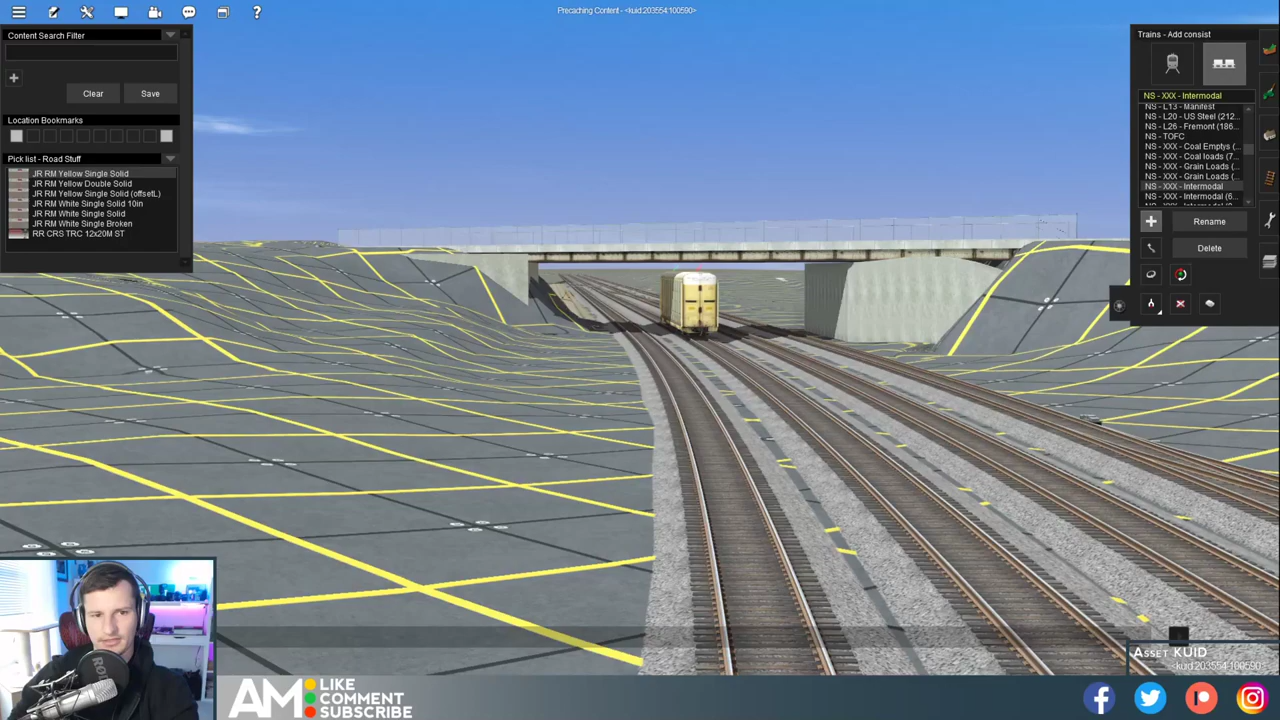 Precaching Content - <kuid:203554:100590>
Content Search Filter
Clear
Save
Location Bookmarks
Pick list - Road Stuff
JR RM Yellow Single Solid
JR RM Yellow Double Solid
JR RM Yellow Single Solid (offsetL)
JR RM White Single Solid 10in
JR RM White Single Solid
JR RM White Single Broken
RR CRS TRC 12x20M ST
Trains - Add consist
NS - XXX - Intermodal
NS - L13 - Manifest
NS - L20 - US Steel (212...
NS - L26 - Fremont (186...
NS - TOFC
NS - XXX - Coal Emptys (...
NS - XXX - Coal loads (7...
NS - XXX - Grain Loads (...
NS - XXX - Grain Loads (...
NS - XXX - Intermodal
NS - XXX - Intermodal (6...
Rename
Delete
Asset KUID
<kuid:203554:100590>
AM
LIKE
COMMENT
SUBSCRIBE